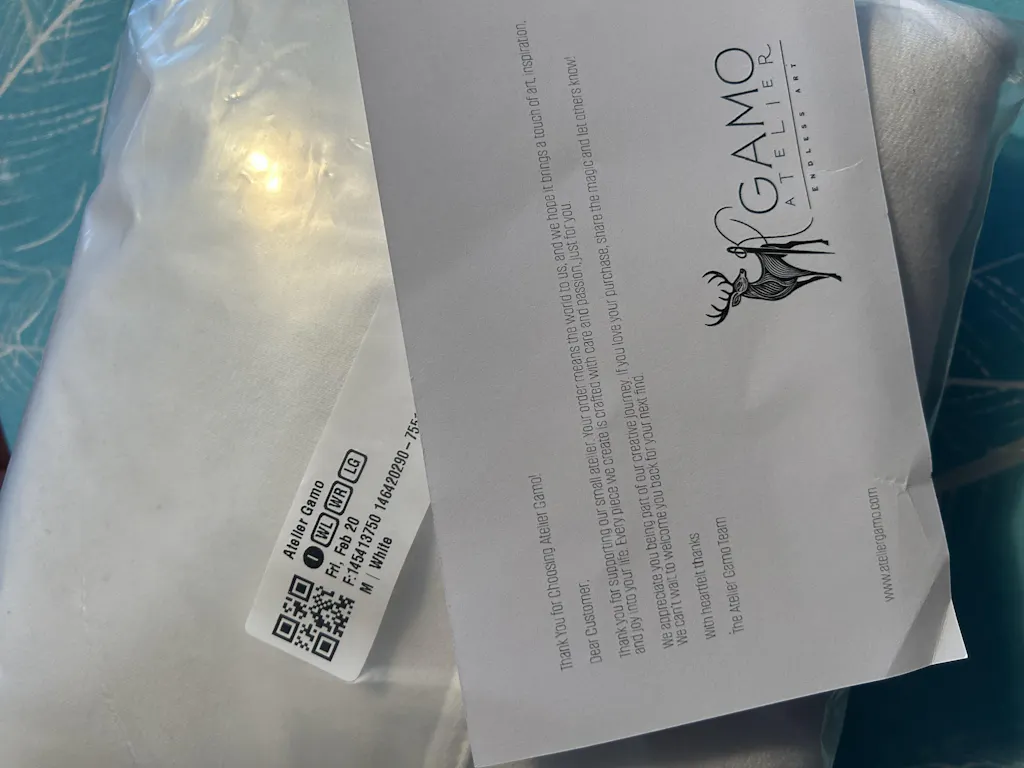 GAMO
ATELIER
ENDLESS ART
Thank You for Choosing Atelier Gamo!
Dear Customer,
Thank you for supporting our small atelier your order means the world to us, and we hope it brings a touch of art, inspiration,
and joy into your life. Every piece we create is crafted with care and passion, just for you
We appreciate you being part of our creative journey. If you love your purchase, share the magic and let others know!
We can't wait to welcome you back for your next find.
With heartfelt thanks
The Atelier Gamo Team
www.ateliergamo.com
Atelier Gamo
I WL WR LG
Fri, Feb 20
F:145413750 146420290-755
M | White